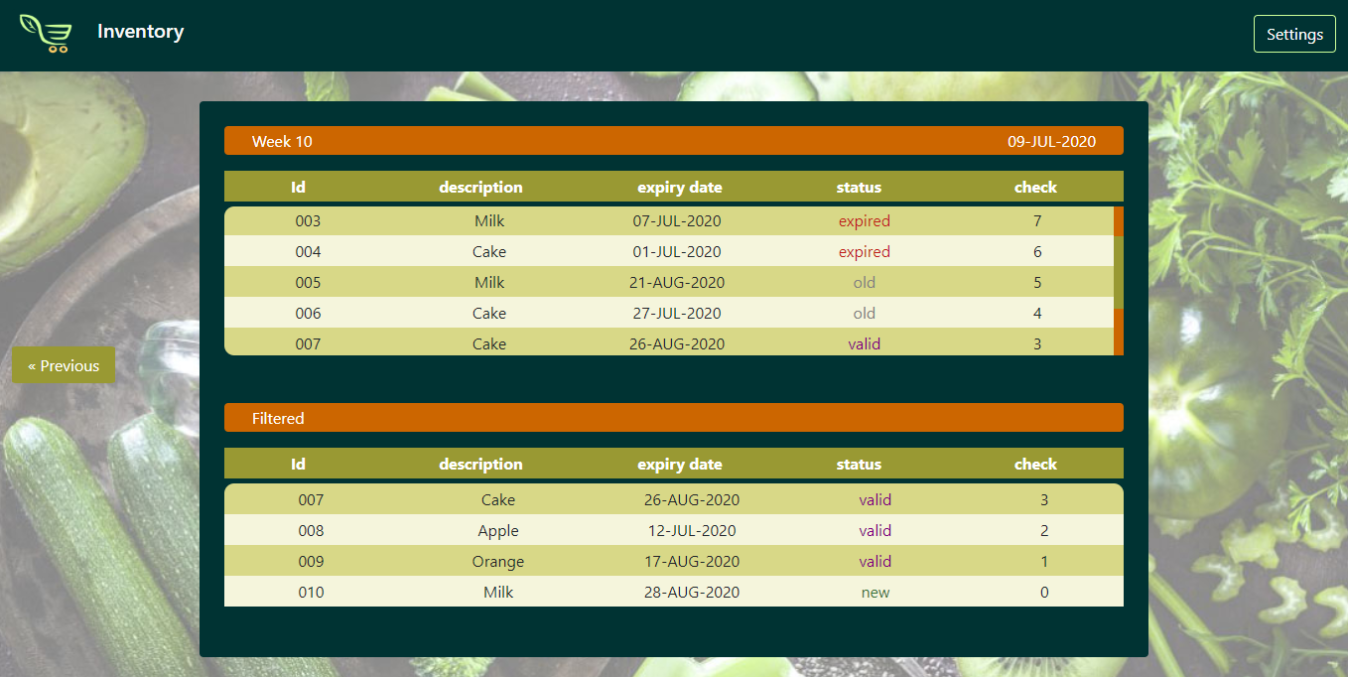 Inventory
Settings
Week 10 09-JUL-2020
Id description expiry date status check
003 Milk 07-JUL-2020 expired 7
004 Cake 01-JUL-2020 expired 6
005 Milk 21-AUG-2020 old 5
006 Cake 27-JUL-2020 old 4
007 Cake 26-AUG-2020 valid 3
« Previous
Filtered
Id description expiry date status check
007 Cake 26-AUG-2020 valid 3
008 Apple 12-JUL-2020 valid 2
009 Orange 17-AUG-2020 valid 1
010 Milk 28-AUG-2020 new 0